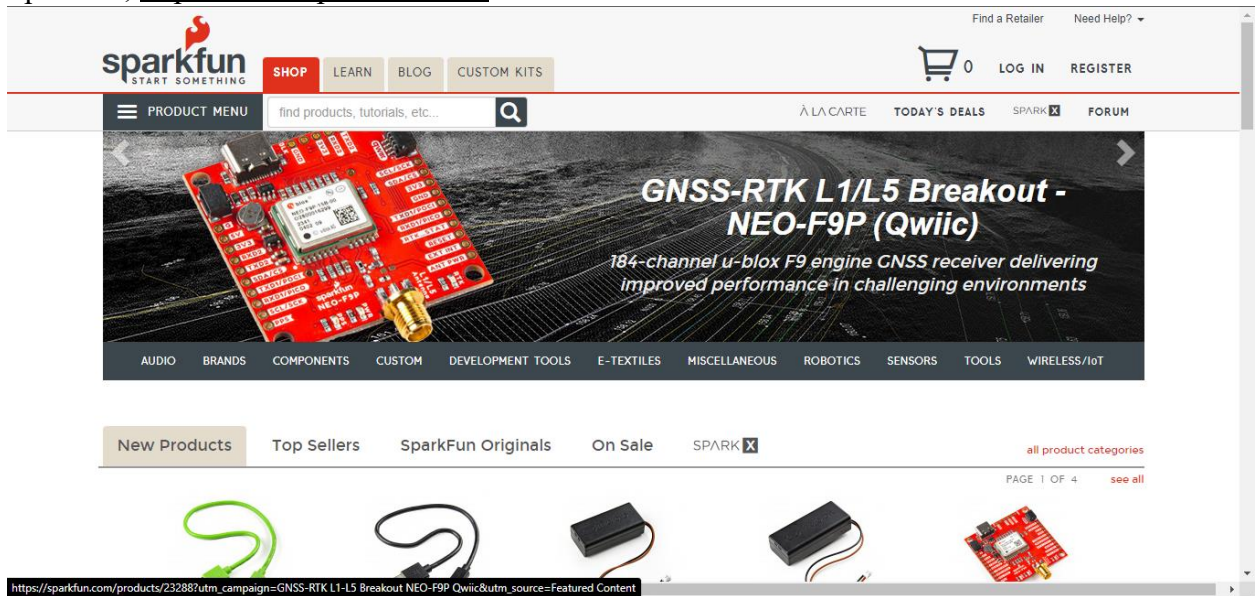 Find a Retailer Need Help?
sparkfun
START SOMETHING
SHOP LEARN BLOG CUSTOM KITS
0 LOG IN REGISTER
PRODUCT MENU find products, tutorials, etc... À LA CARTE TODAY'S DEALS SPARK X FORUM
GNSS-RTK L1/L5 Breakout -
NEO-F9P (Qwiic)
184-channel u-blox F9 engine GNSS receiver delivering
improved performance in challenging environments
AUDIO BRANDS COMPONENTS CUSTOM DEVELOPMENT TOOLS E-TEXTILES MISCELLANEOUS ROBOTICS SENSORS TOOLS WIRELESS/IoT
New Products Top Sellers SparkFun Originals On Sale SPARK X
all product categories
PAGE 1 OF 4 see all
https://sparkfun.com/products/23288?utm_campaign=GNSS-RTK L1-L5 Breakout NEO-F9P Qwiic&utm_source=Featured Content